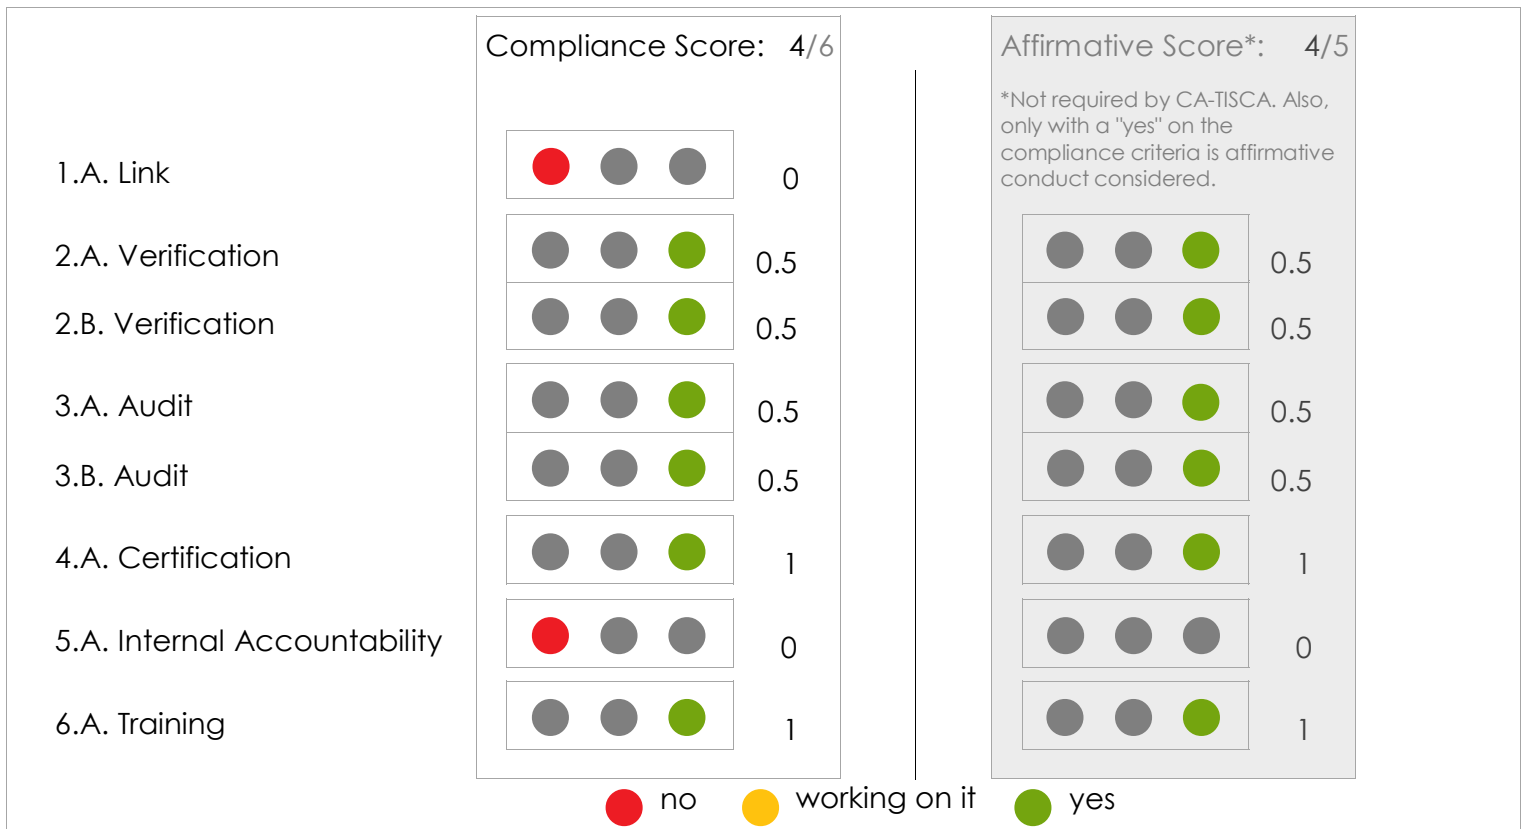 Compliance Score: 4/6
Affirmative Score*: 4/5
*Not required by CA-TISCA. Also,
only with a "yes" on the
compliance criteria is affirmative
conduct considered.
1.A. Link 0
2.A. Verification 0.5 0.5
2.B. Verification 0.5 0.5
3.A. Audit 0.5 0.5
3.B. Audit 0.5 0.5
4.A. Certification 1 1
5.A. Internal Accountability 0 0
6.A. Training 1 1
no working on it yes